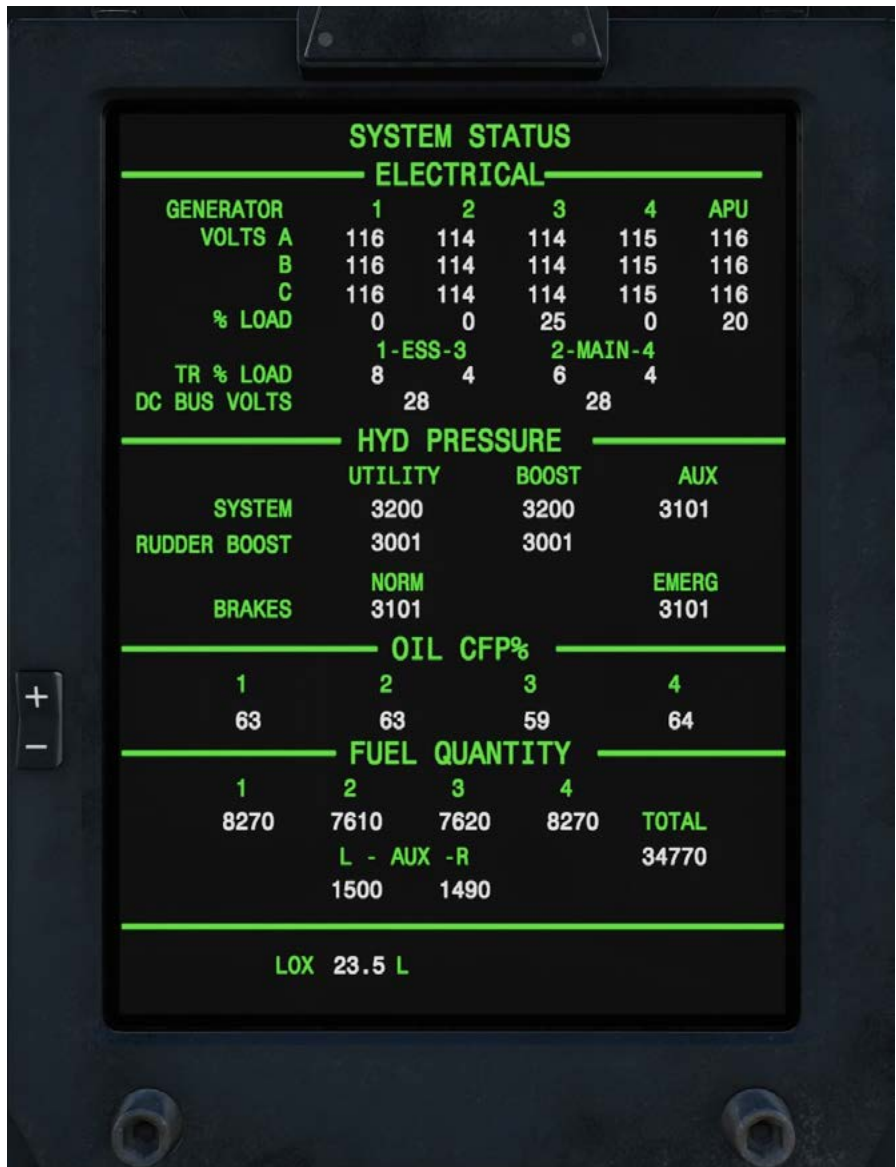 SYSTEM STATUS
ELECTRICAL
GENERATOR 1 2 3 4 APU
VOLTS A 116 114 114 115 116
B 116 114 114 115 116
C 116 114 114 115 116
% LOAD 0 0 25 0 20
1-ESS-3 2-MAIN-4
TR % LOAD 8 4 6 4
DC BUS VOLTS 28 28
HYD PRESSURE
UTILITY BOOST AUX
SYSTEM 3200 3200 3101
RUDDER BOOST 3001 3001
NORM EMERG
BRAKES 3101 3101
OIL CFP%
1 2 3 4
63 63 59 64
FUEL QUANTITY
1 2 3 4
8270 7610 7620 8270 TOTAL
L - AUX -R 34770
1500 1490
LOX 23.5 L
+
−